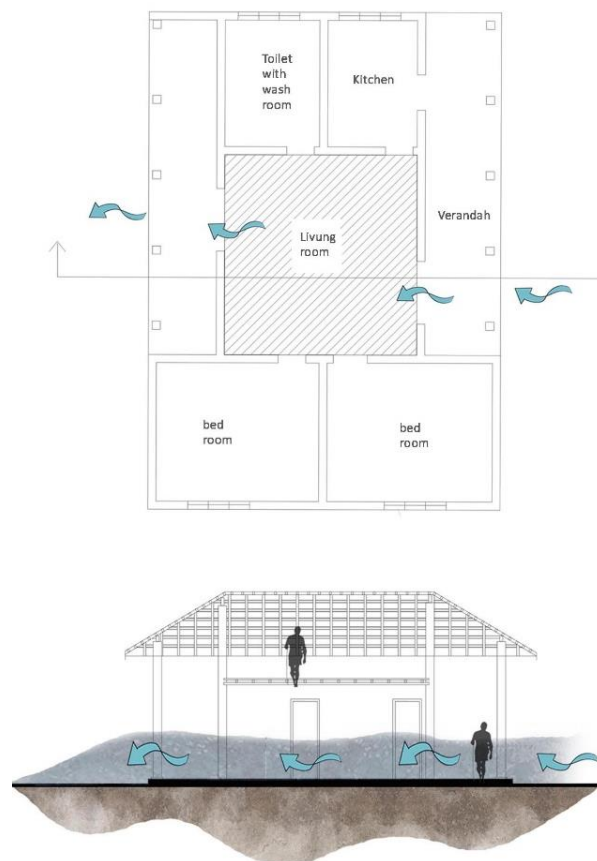 Toilet
with
wash
room
Kitchen
Verandah
Livung
room
bed
room
bed
room